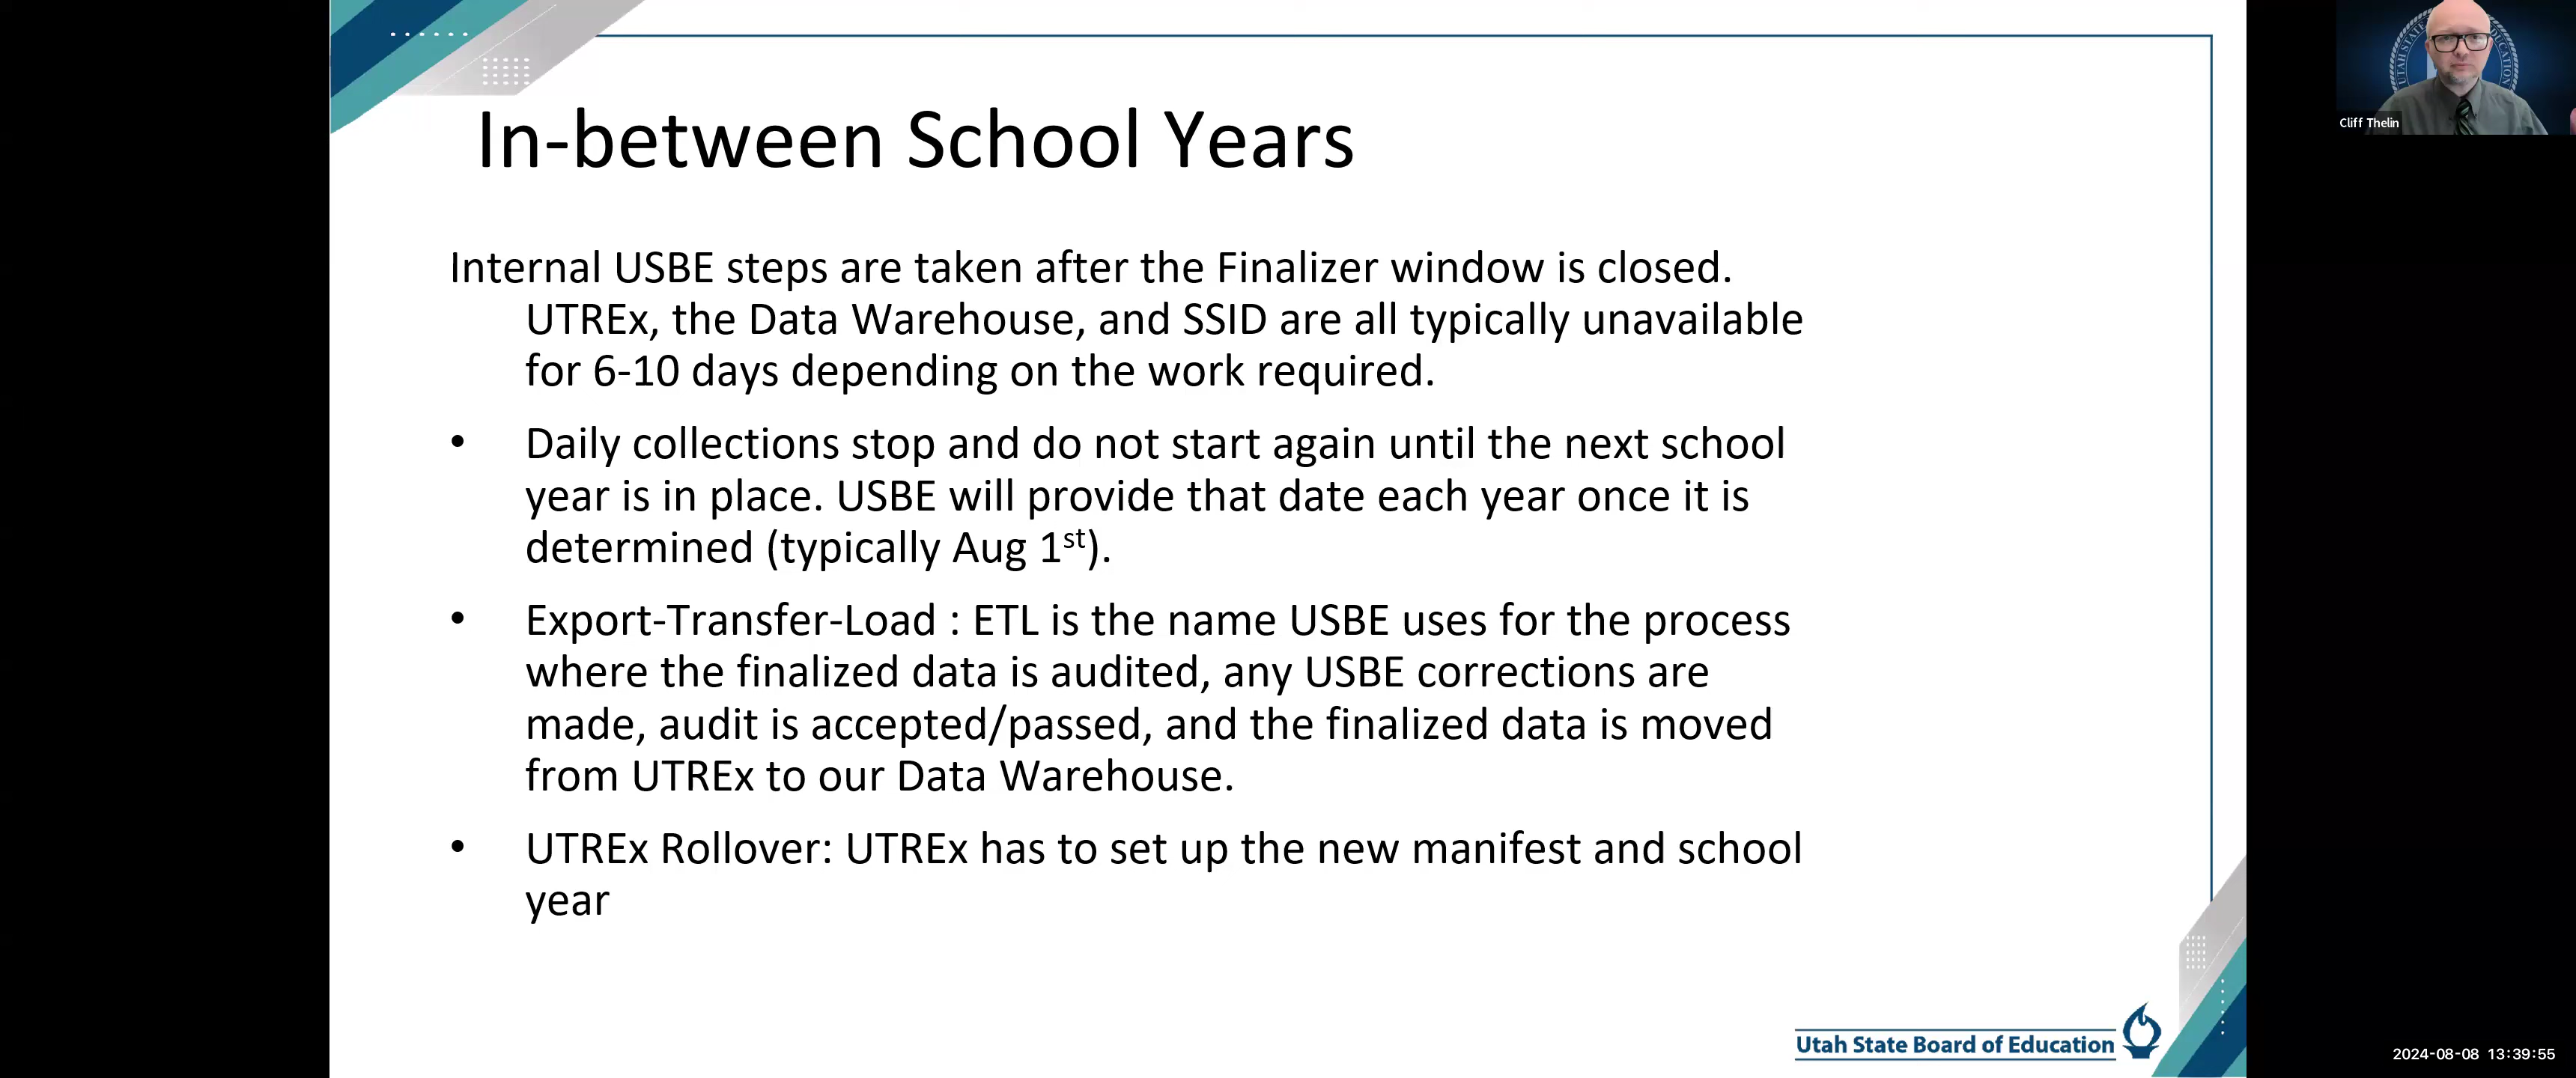 In-between School Years
Internal USBE steps are taken after the Finalizer window is closed.
UTREx, the Data Warehouse, and SSID are all typically unavailable
for 6-10 days depending on the work required.
• Daily collections stop and do not start again until the next school
year is in place. USBE will provide that date each year once it is
determined (typically Aug 1st).
• Export-Transfer-Load : ETL is the name USBE uses for the process
where the finalized data is audited, any USBE corrections are
made, audit is accepted/passed, and the finalized data is moved
from UTREx to our Data Warehouse.
• UTREx Rollover: UTREx has to set up the new manifest and school
year
Utah State Board of Education
UTAH STATE EDUCATION
Cliff Thelin
2024-08-08 13:39:55